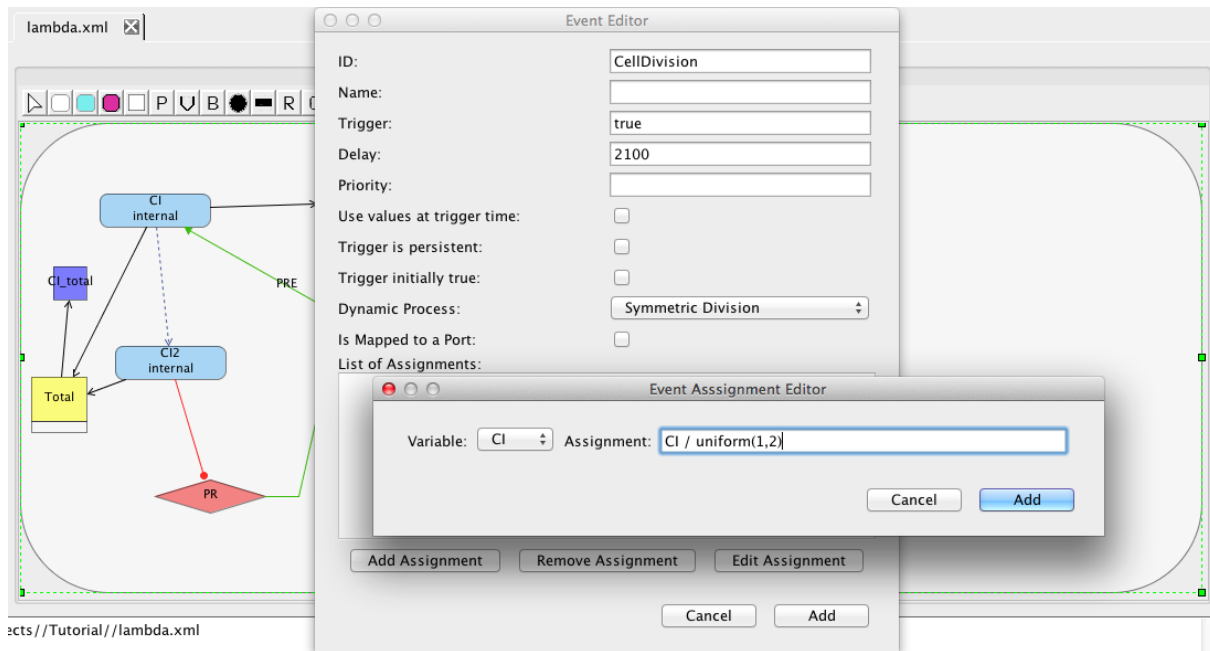 lambda.xml
Event Editor
ID: CellDivision
Name:
Trigger: true
Delay: 2100
Priority:
Use values at trigger time:
Trigger is persistent:
Trigger initially true:
Dynamic Process: Symmetric Division
Is Mapped to a Port:
List of Assignments:
P V B R
CI
internal
CI_total
PRE
CI2
internal
Total
PR
Event Asssignment Editor
Variable: CI Assignment: CI / uniform(1,2)
Cancel Add
Add Assignment Remove Assignment Edit Assignment
Cancel Add
ects//Tutorial//lambda.xml